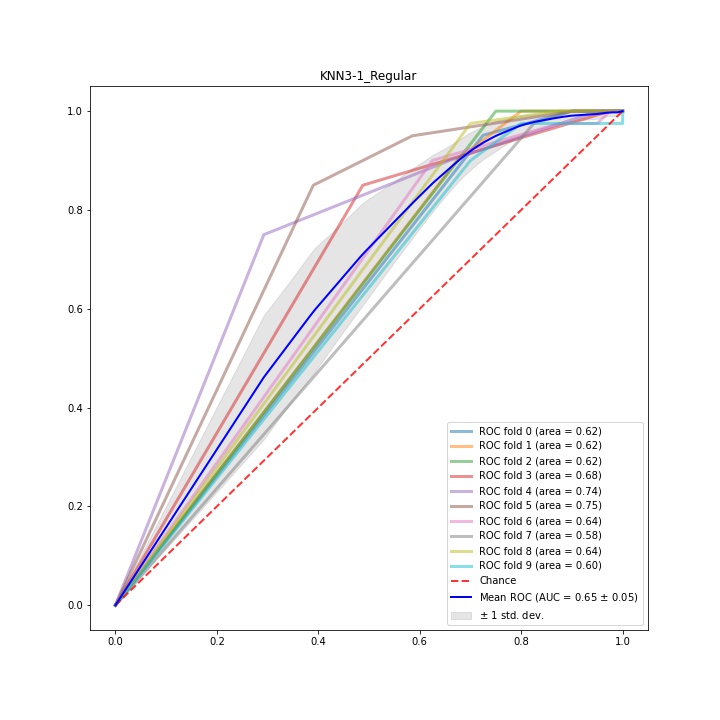 KNN3-1_Regular
1.0
0.8
0.6
0.4
0.2
0.0
ROC fold 0 (area = 0.62)
ROC fold 1 (area = 0.62)
ROC fold 2 (area = 0.62)
ROC fold 3 (area = 0.68)
ROC fold 4 (area = 0.74)
ROC fold 5 (area = 0.75)
ROC fold 6 (area = 0.64)
ROC fold 7 (area = 0.58)
ROC fold 8 (area = 0.64)
ROC fold 9 (area = 0.60)
Chance
Mean ROC (AUC = 0.65 ± 0.05)
± 1 std. dev.
0.0 0.2 0.4 0.6 0.8 1.0